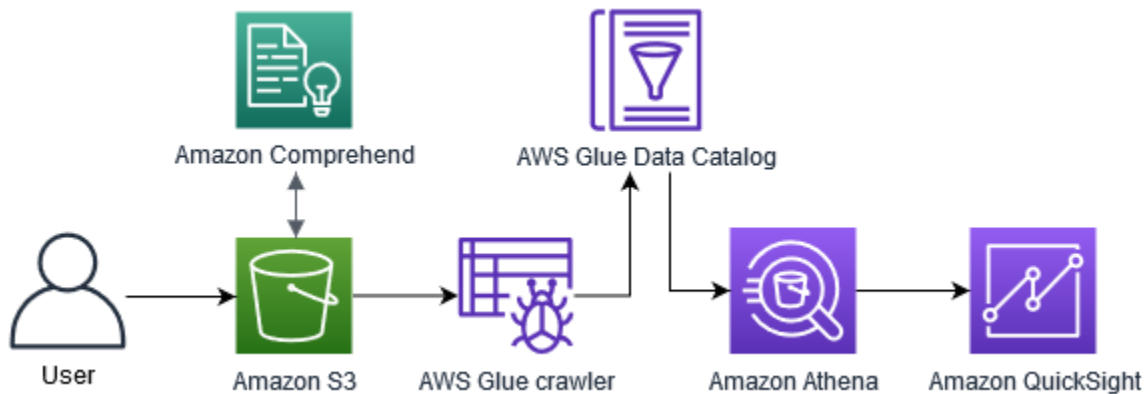 Amazon Comprehend
AWS Glue Data Catalog
User
Amazon S3
AWS Glue crawler
Amazon Athena
Amazon QuickSight